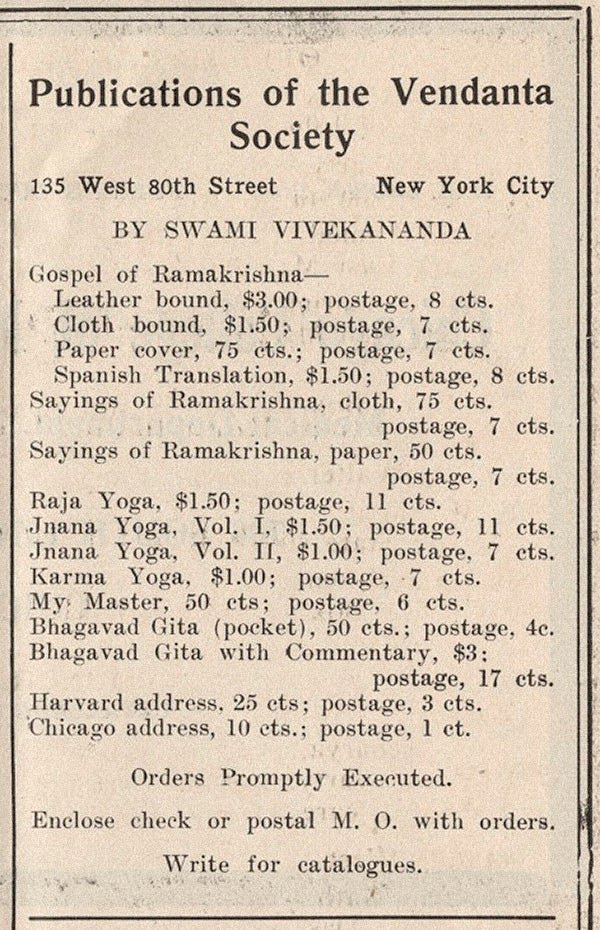 Publications of the Vendanta
Society
135 West 80th Street New York City
BY SWAMI VIVEKANANDA
Gospel of Ramakrishna—
Leather bound, $3.00; postage, 8 cts.
Cloth bound, $1.50; postage, 7 cts.
Paper cover, 75 cts.; postage, 7 cts.
Spanish Translation, $1.50; postage, 8 cts.
Sayings of Ramakrishna, cloth, 75 cts.
postage, 7 cts.
Sayings of Ramakrishna, paper, 50 cts.
postage, 7 cts.
Raja Yoga, $1.50; postage, 11 cts.
Jnana Yoga, Vol. I, $1.50; postage, 11 cts.
Jnana Yoga, Vol. II, $1.00; postage, 7 cts.
Karma Yoga, $1.00; postage, 7 cts.
My Master, 50 cts; postage, 6 cts.
Bhagavad Gita (pocket), 50 cts.; postage, 4c.
Bhagavad Gita with Commentary, $3;
postage, 17 cts.
Harvard address, 25 cts; postage, 3 cts.
Chicago address, 10 cts.; postage, 1 ct.
Orders Promptly Executed.
Enclose check or postal M. O. with orders.
Write for catalogues.